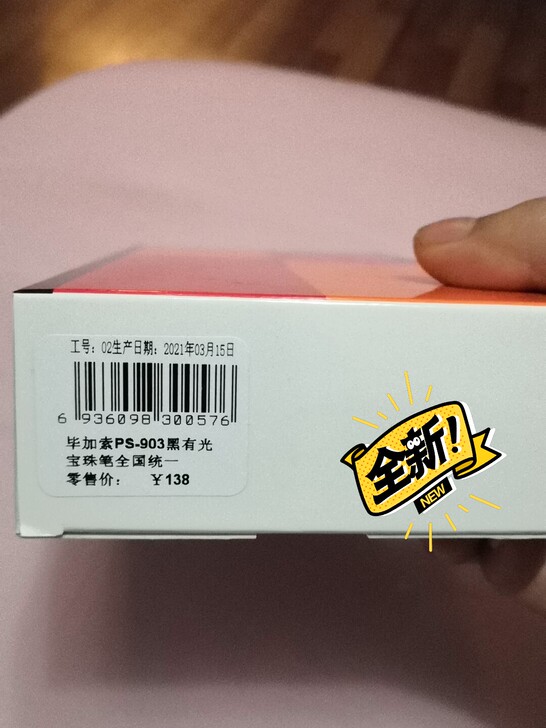 工号：02生产日期：2021年03月15日
6 936098 300576
毕加索PS-903黑有光
宝珠笔全国统一
零售价： ￥138
全新！
NEW